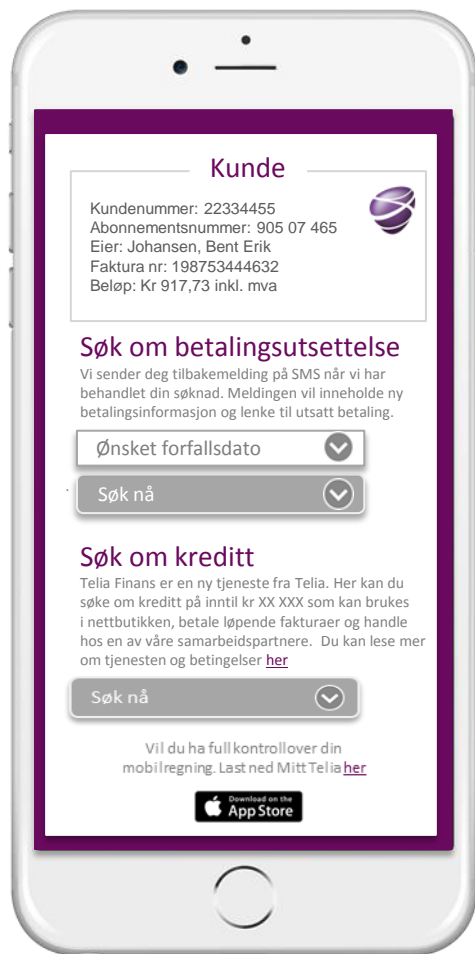 Kunde
Kundenummer: 22334455
Abonnementsnummer: 905 07 465
Eier: Johansen, Bent Erik
Faktura nr: 198753444632
Beløp: Kr 917,73 inkl. mva
Søk om betalingsutsettelse
Vi sender deg tilbakemelding på SMS når vi har
behandlet din søknad. Meldingen vil inneholde ny
betalingsinformasjon og lenke til utsatt betaling.
Ønsket forfallsdato
Søk nå
Søk om kreditt
Telia Finans er en ny tjeneste fra Telia. Her kan du
søke om kreditt på inntil kr XX XXX som kan brukes
i nettbutikken, betale løpende fakturaer og handle
hos en av våre samarbeidspartnere. Du kan lese mer
om tjenesten og betingelser her
Søk nå
Vil du ha full kontrollover din
mobilregning. Last ned Mitt Telia her
Download on the
App Store